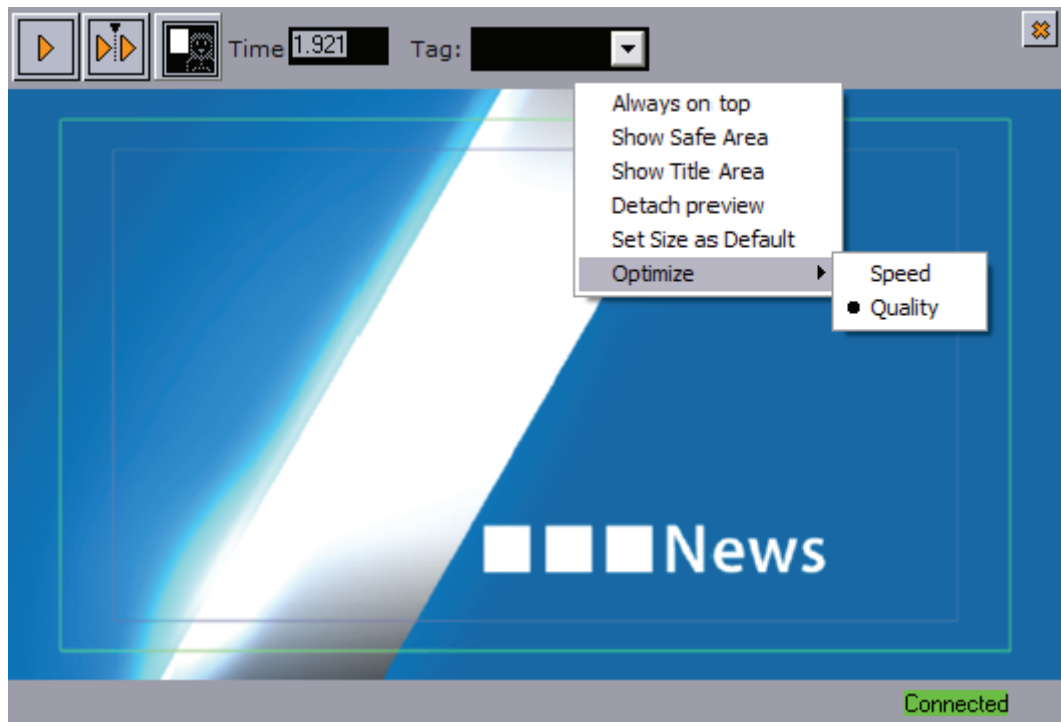 Time 1.921 Tag:
Always on top
Show Safe Area
Show Title Area
Detach preview
Set Size as Default
Optimize
Speed
Quality
News
Connected